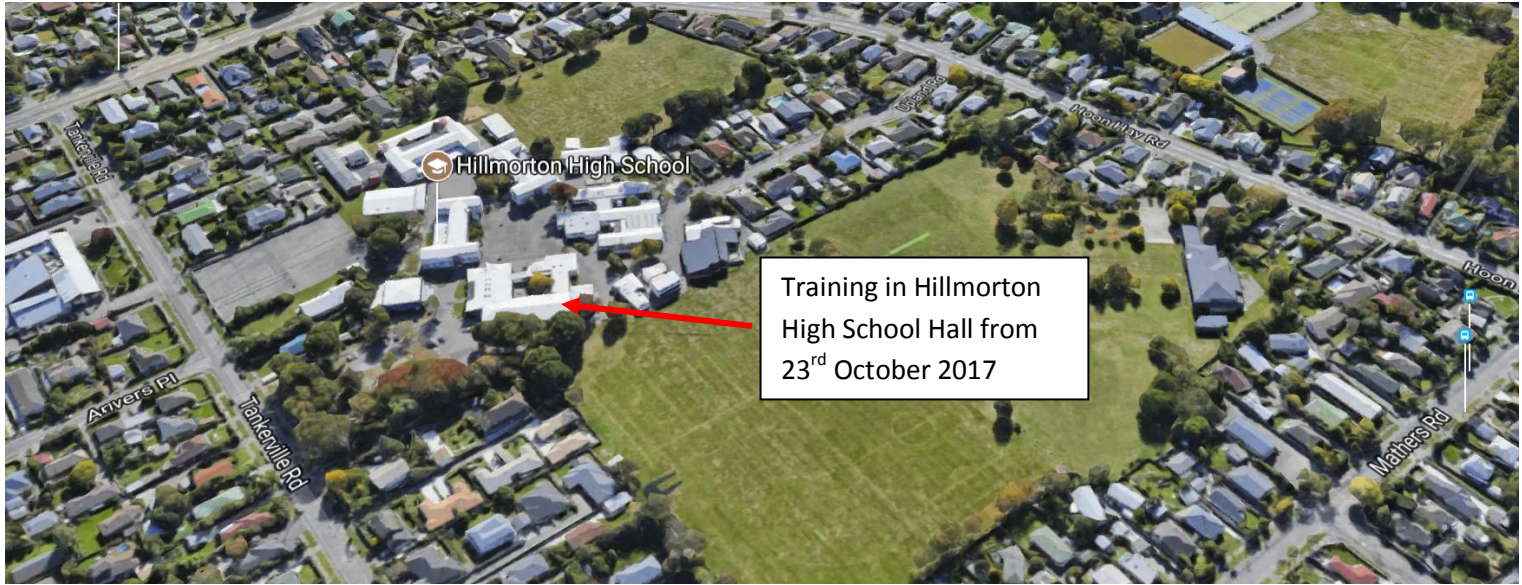 Tankerville Rd
Hillmorton High School
Upland Rd
Hoon Hay Rd
Hoon
Training in Hillmorton
High School Hall from
23rd October 2017
Arivers Pl
Tankerville Rd
Mathers Rd